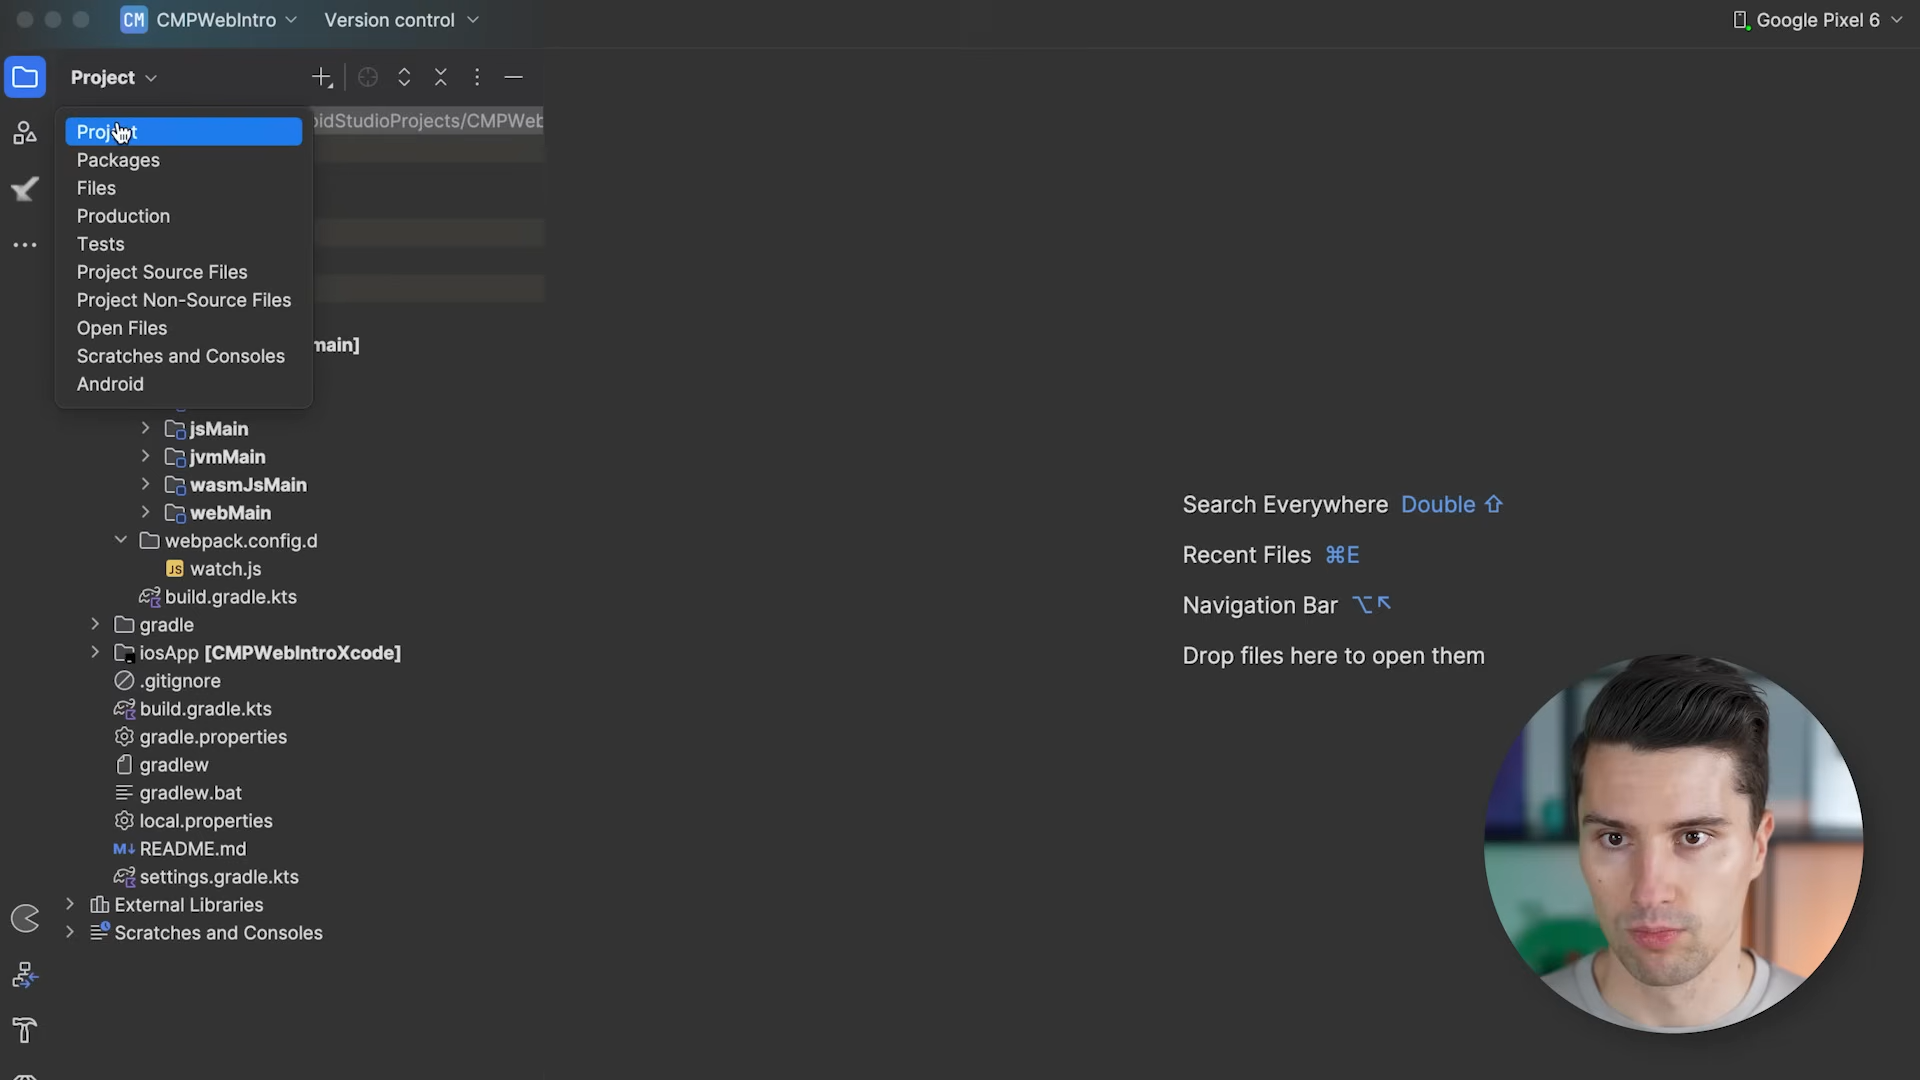 CM CMPWebIntro Version control Google Pixel 6
Project
oidStudioProjects/CMPWeb
Project
Packages
Files
Production
Tests
Project Source Files
Project Non-Source Files
Open Files
main]
Scratches and Consoles
Android
jsMain
jvmMain
wasmJsMain
webMain
webpack.config.d
JS watch.js
build.gradle.kts
gradle
iosApp [CMPWebIntroXcode]
.gitignore
build.gradle.kts
gradle.properties
gradlew
gradlew.bat
local.properties
M↓ README.md
settings.gradle.kts
External Libraries
Scratches and Consoles
Search Everywhere Double ⇧
Recent Files ⌘E
Navigation Bar ⌥↖
Drop files here to open them